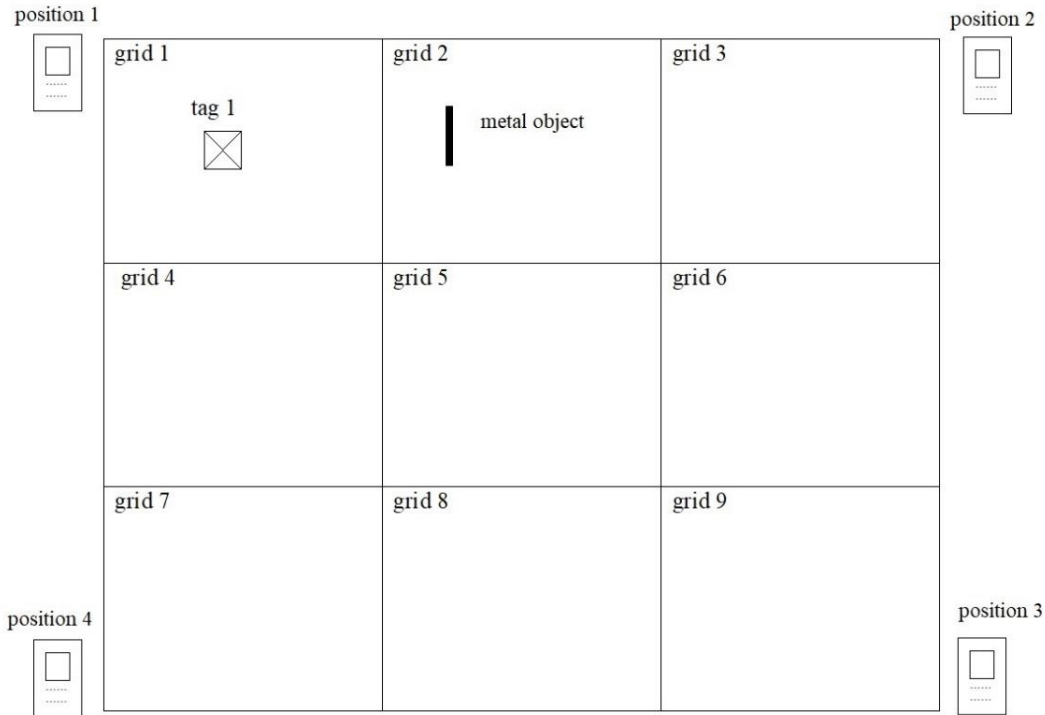 position 1
position 2
grid 1
grid 2
grid 3
tag 1
metal object
grid 4
grid 5
grid 6
grid 7
grid 8
grid 9
position 4
position 3